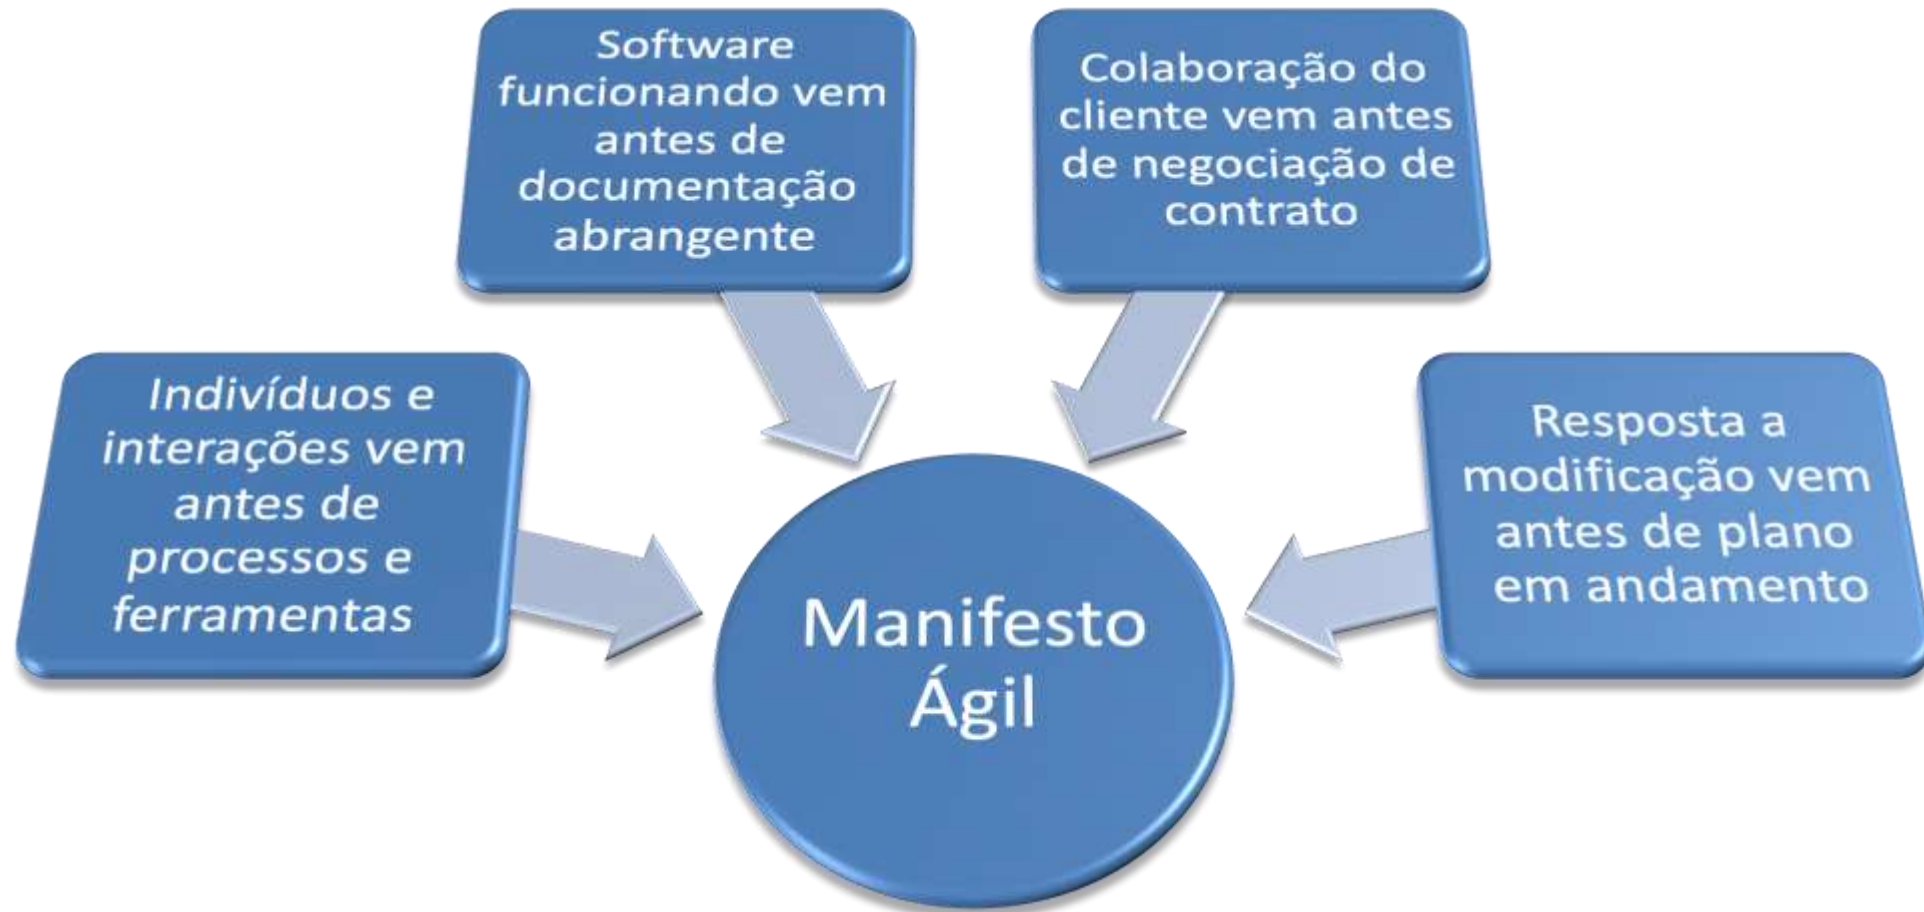 Software
funcionando vem
antes de
documentação
abrangente
Colaboração do
cliente vem antes
de negociação de
contrato
Indivíduos e
interações vem
antes de
processos e
ferramentas
Resposta a
modificação vem
antes de plano
em andamento
Manifesto
Ágil